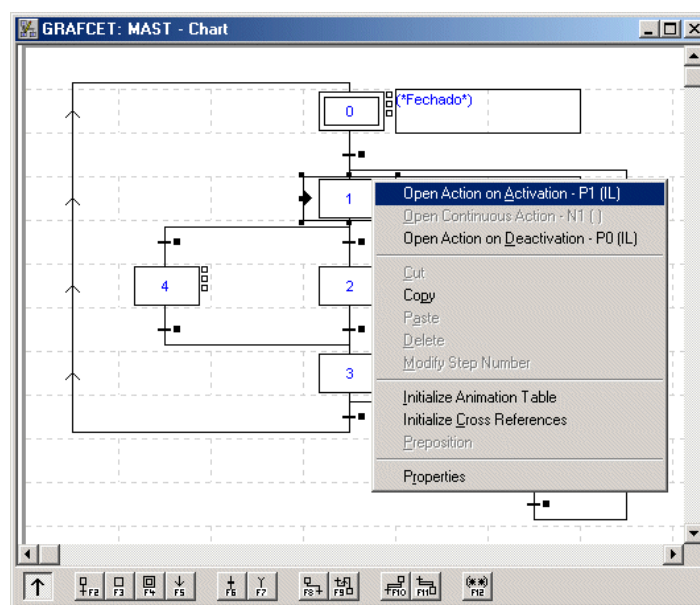 GRAFCET: MAST - Chart
0
(*Fechado*)
1
Open Action on Activation - P1 (IL)
Open Continuous Action - N1 ( )
Open Action on Deactivation - P0 (IL)
4
2
Cut
Copy
Paste
Delete
Modify Step Number
3
Initialize Animation Table
Initialize Cross References
Preposition
Properties
F2 F3 F4 F5 F6 F7 F8 F9 F10 F11 (**) F12